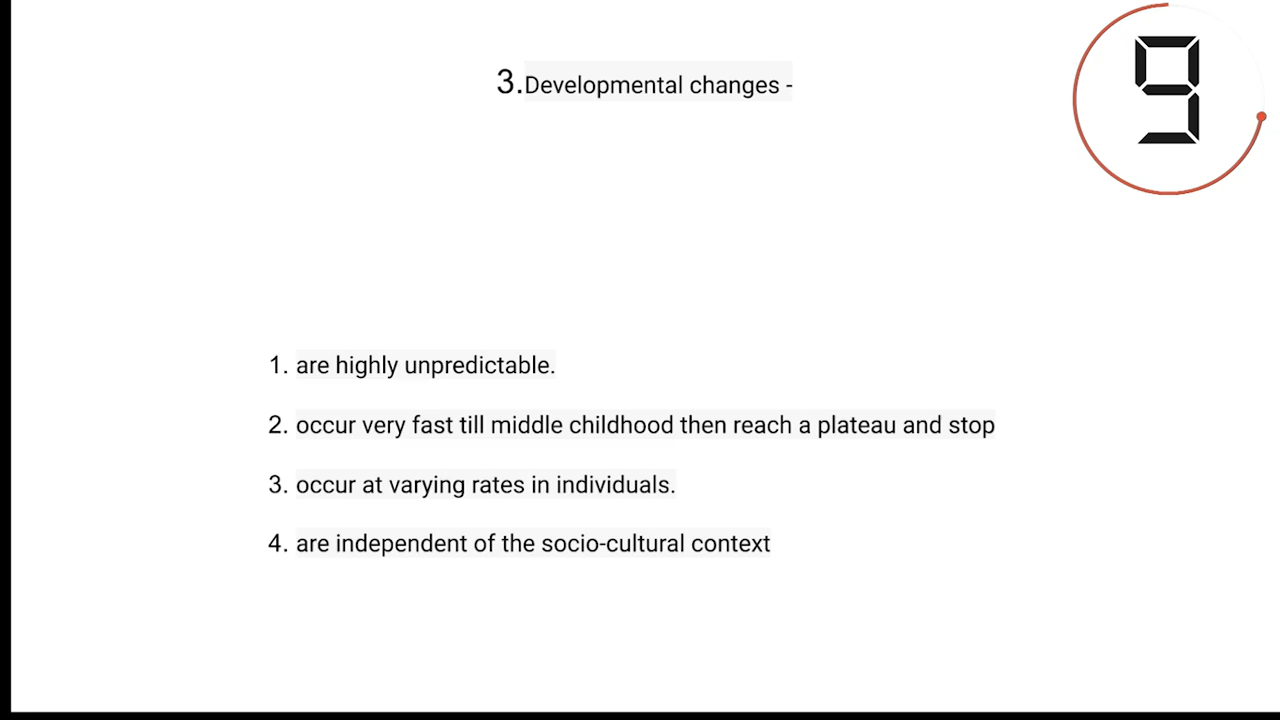 3.Developmental changes -
9
1. are highly unpredictable.
2. occur very fast till middle childhood then reach a plateau and stop
3. occur at varying rates in individuals.
4. are independent of the socio-cultural context